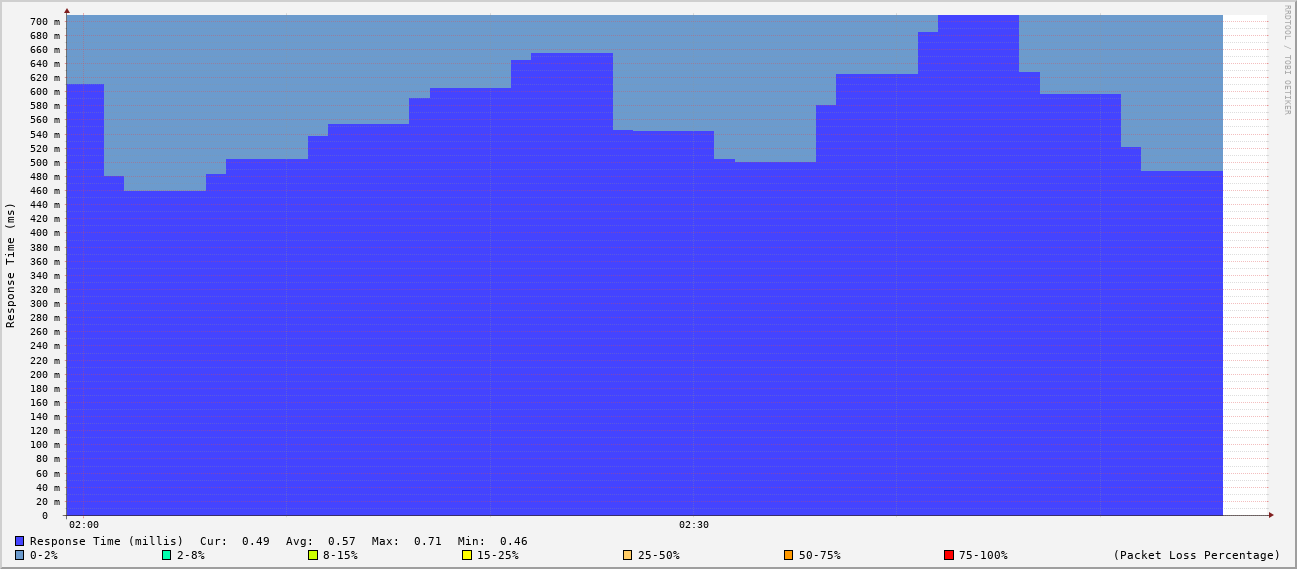 700 m
680 m
660 m
640 m
620 m
600 m
580 m
560 m
540 m
520 m
500 m
480 m
460 m
440 m
420 m
400 m
380 m
360 m
340 m
320 m
300 m
280 m
260 m
240 m
220 m
200 m
180 m
160 m
140 m
120 m
100 m
80 m
60 m
40 m
20 m
0
Response Time (ms)
RRDTOOL / TOBI OETIKER
02:00 02:30
Response Time (millis) Cur: 0.49 Avg: 0.57 Max: 0.71 Min: 0.46
0-2% 2-8% 8-15% 15-25% 25-50% 50-75% 75-100% (Packet Loss Percentage)